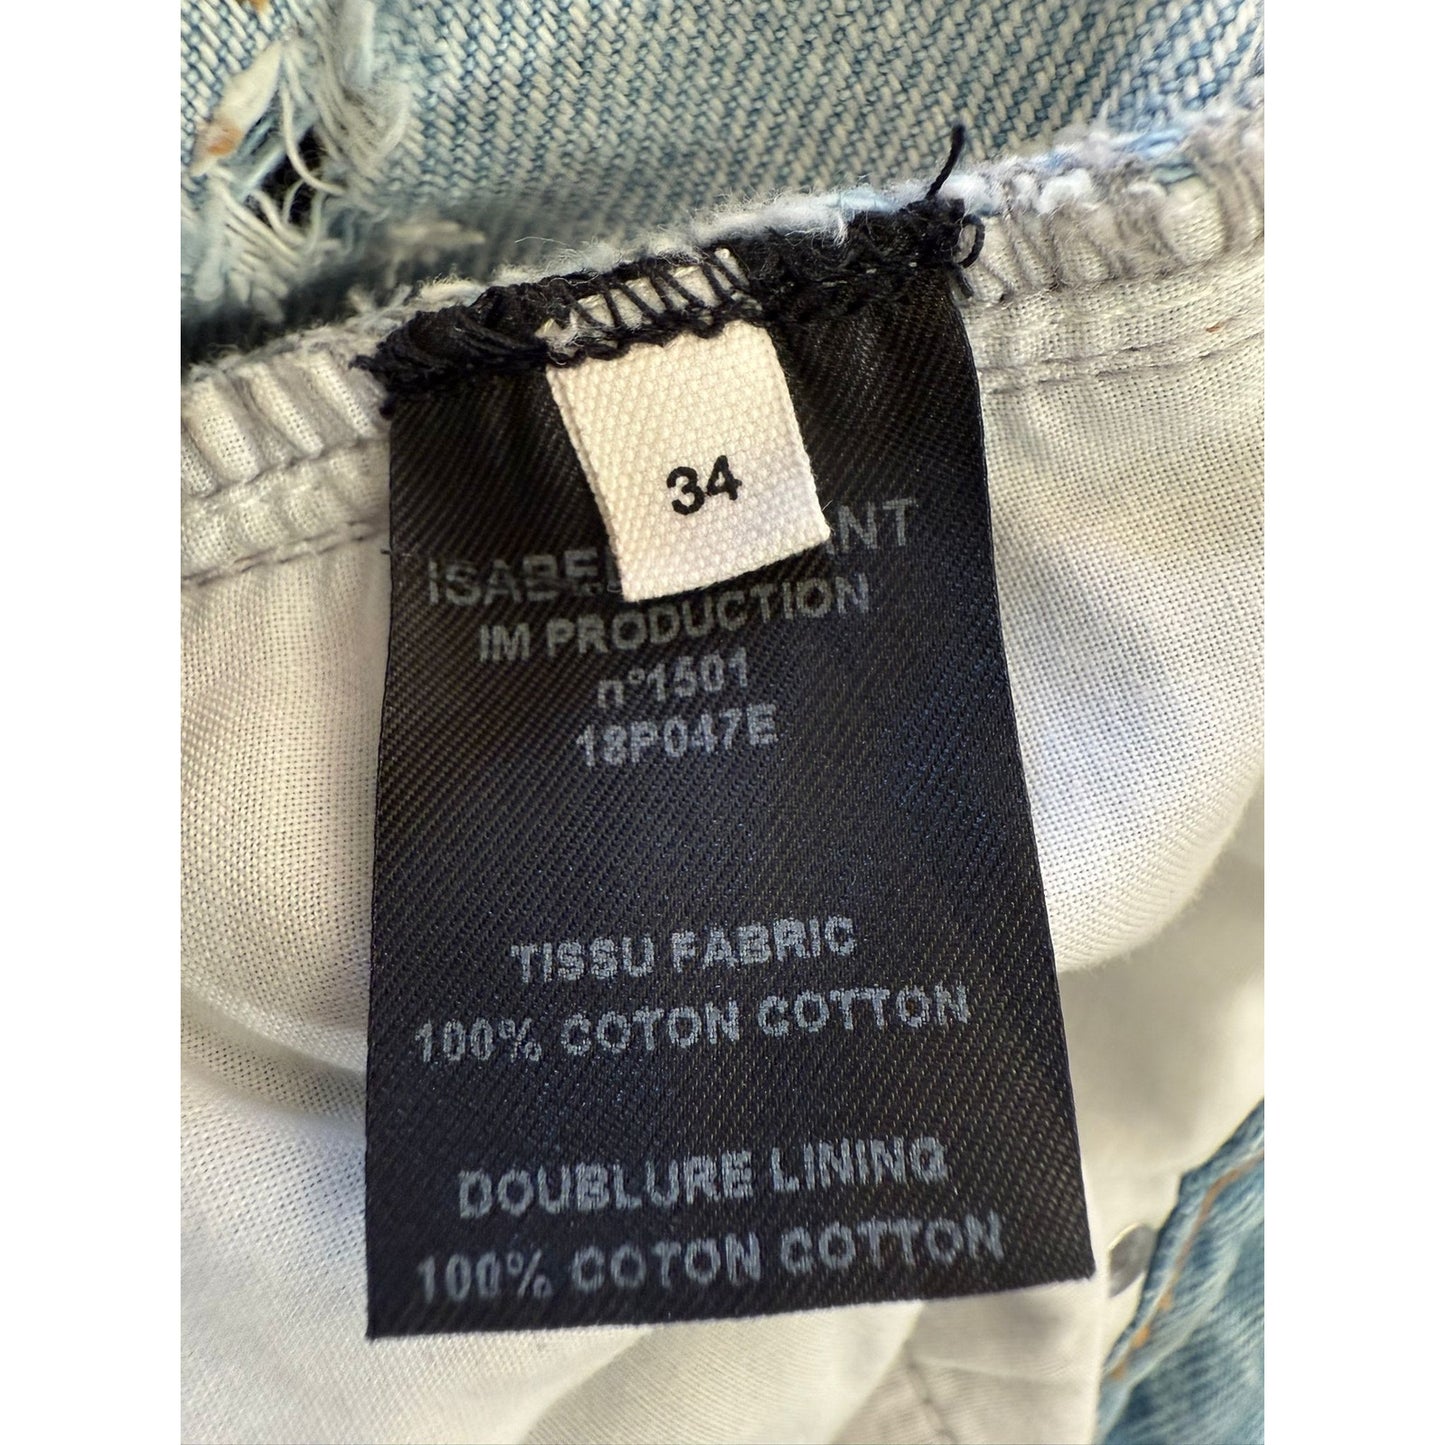 34
IM PRODUCTION
n°1501
18P047E
TISSU FABRIC
100% COTON COTTON
DOUBLURE LINING
100% COTON COTTON